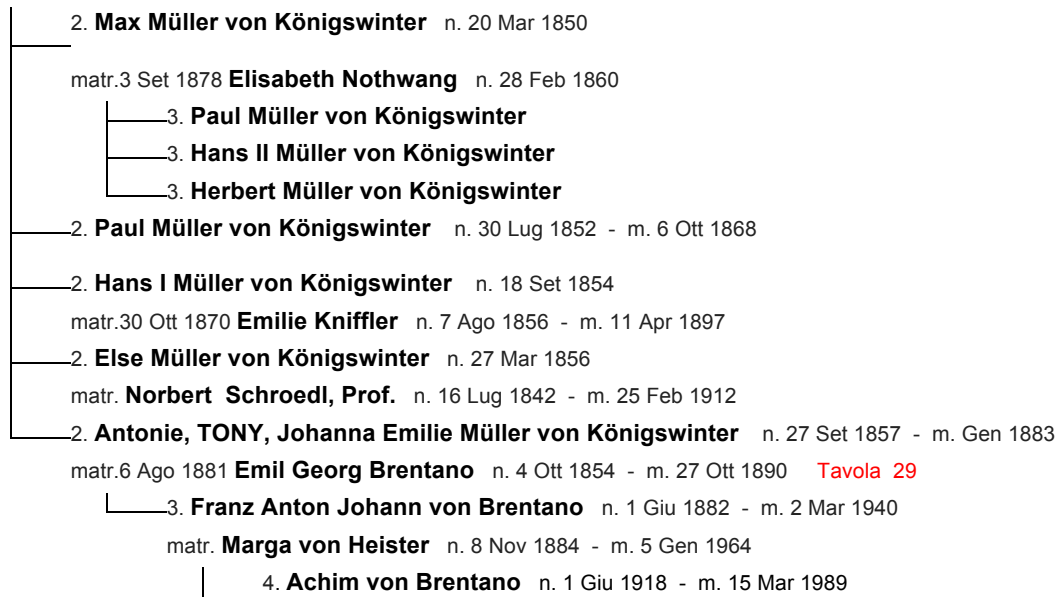 2. Max Müller von Königswinter n. 20 Mar 1850
matr.3 Set 1878 Elisabeth Nothwang n. 28 Feb 1860
3. Paul Müller von Königswinter
3. Hans II Müller von Königswinter
3. Herbert Müller von Königswinter
2. Paul Müller von Königswinter n. 30 Lug 1852 - m. 6 Ott 1868
2. Hans I Müller von Königswinter n. 18 Set 1854
matr.30 Ott 1870 Emilie Kniffler n. 7 Ago 1856 - m. 11 Apr 1897
2. Else Müller von Königswinter n. 27 Mar 1856
matr. Norbert Schroedl, Prof. n. 16 Lug 1842 - m. 25 Feb 1912
2. Antonie, TONY, Johanna Emilie Müller von Königswinter n. 27 Set 1857 - m. Gen 1883
matr.6 Ago 1881 Emil Georg Brentano n. 4 Ott 1854 - m. 27 Ott 1890 Tavola 29
3. Franz Anton Johann von Brentano n. 1 Giu 1882 - m. 2 Mar 1940
matr. Marga von Heister n. 8 Nov 1884 - m. 5 Gen 1964
4. Achim von Brentano n. 1 Giu 1918 - m. 15 Mar 1989